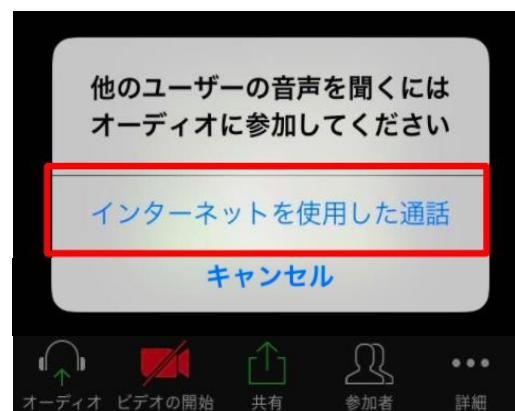 他のユーザーの音声を聞くには
オーディオに参加してください
インターネットを使用した通話
キャンセル
オーディオ ビデオの開始 共有 参加者 詳細